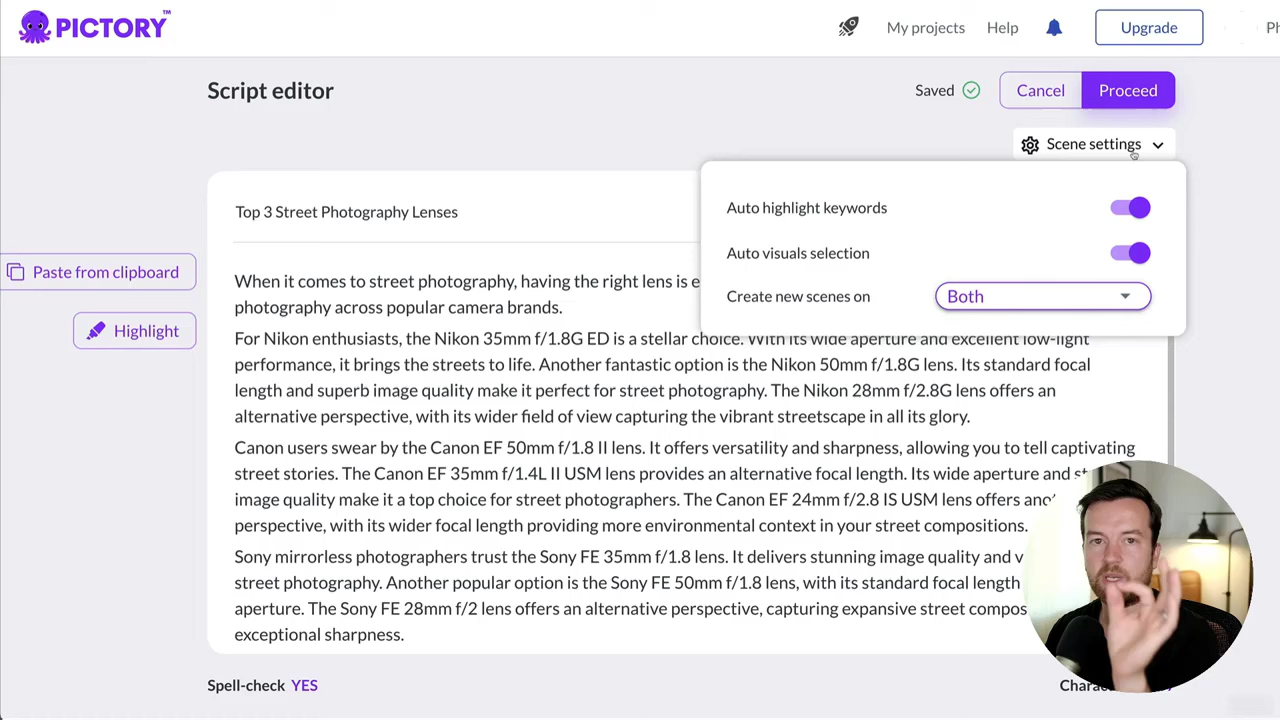 PICTORY™
My projects
Help
Upgrade
Script editor
Saved
Cancel
Proceed
Scene settings
Auto highlight keywords
Auto visuals selection
Create new scenes on
Both
Paste from clipboard
Highlight
Top 3 Street Photography Lenses
When it comes to street photography, having the right lens is
photography across popular camera brands.
For Nikon enthusiasts, the Nikon 35mm f/1.8G ED is a stellar choice. With its wide aperture and excellent low-light
performance, it brings the streets to life. Another fantastic option is the Nikon 50mm f/1.8G lens. Its standard focal
length and superb image quality make it perfect for street photography. The Nikon 28mm f/2.8G lens offers an
alternative perspective, with its wider field of view capturing the vibrant streetscape in all its glory.
Canon users swear by the Canon EF 50mm f/1.8 II lens. It offers versatility and sharpness, allowing you to tell captivating
street stories. The Canon EF 35mm f/1.4L II USM lens provides an alternative focal length. Its wide aperture and
image quality make it a top choice for street photographers. The Canon EF 24mm f/2.8 IS USM lens offers
perspective, with its wider focal length providing more environmental context in your street compositions.
Sony mirrorless photographers trust the Sony FE 35mm f/1.8 lens. It delivers stunning image quality and
street photography. Another popular option is the Sony FE 50mm f/1.8 lens, with its standard focal length
aperture. The Sony FE 28mm f/2 lens offers an alternative perspective, capturing expansive street
exceptional sharpness.
Spell-check YES